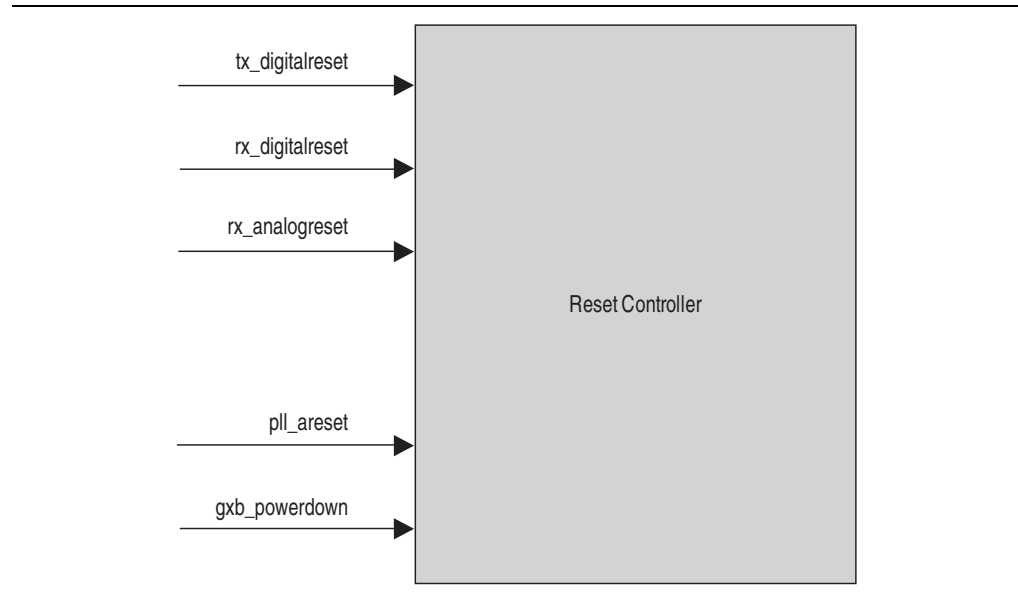 tx_digitalreset
rx_digitalreset
rx_analogreset
Reset Controller
pll_areset
gxb_powerdown